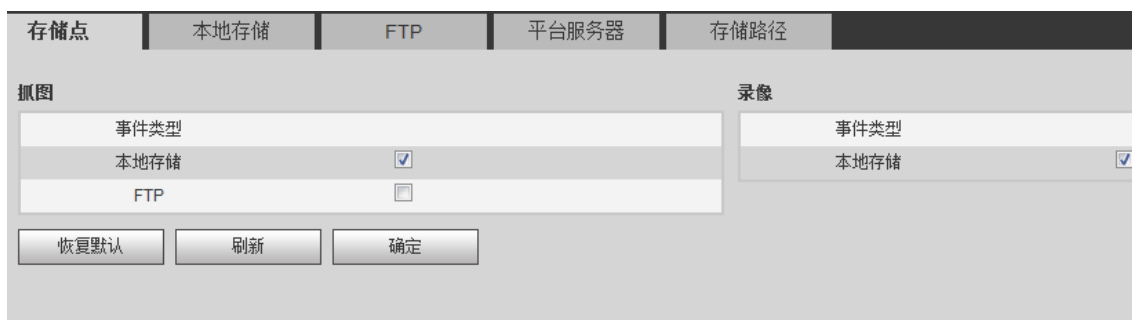 存储点 本地存储 FTP 平台服务器 存储路径
抓图
事件类型
本地存储
FTP
恢复默认 刷新 确定
录像
事件类型
本地存储